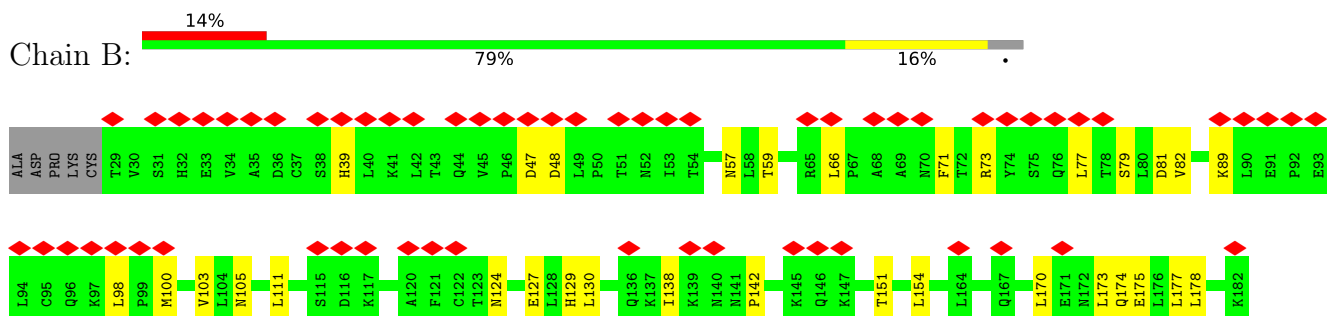 14%
Chain B:
79% 16% •
ALA ASP PRO LYS CYS T29 V30 S31 H32 E33 V34 A35 D36 C37 S38 H39 L40 K41 L42 T43 Q44 V45 P46 D47 D48 L49 P50 T51 N52 I53 T54 N57 L58 T59 R65 L66 P67 A68 A69 N70 F71 T72 R73 Y74 S75 Q76 L77 T78 S79 L80 D81 V82 K89 L90 E91 P92 E93
L94 C95 Q96 K97 L98 P99 M100 V103 L104 N105 L111 S115 D116 K117 A120 F121 C122 T123 N124 E127 L128 H129 L130 Q136 K137 I138 K139 N140 N141 P142 K145 Q146 K147 T151 L154 L164 Q167 L170 E171 N172 L173 Q174 E175 L176 L177 L178 K182